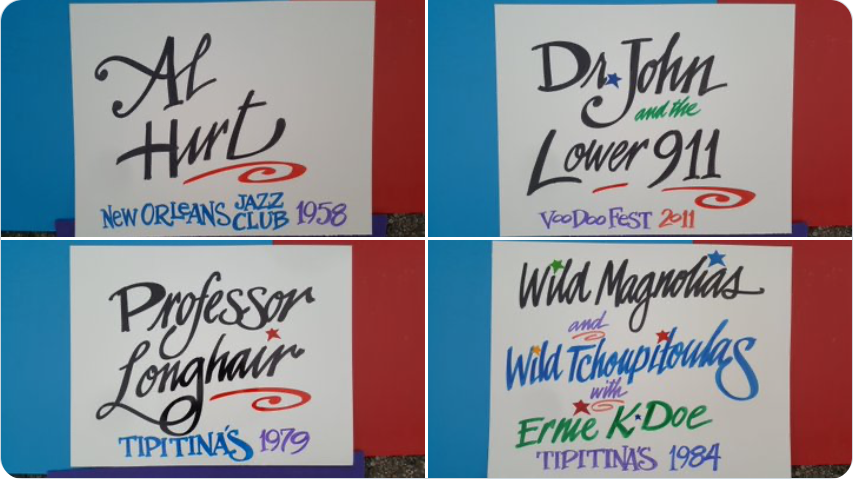 Al
Hirt
New ORLEANS JAZZ CLUB 1958
Dr. John
and the
Lower 911
VooDoo FeST 2011
Professor
Longhair
TIPITINA'S 1979
Wild Magnolias
and
Wild Tchoupitoulas
with
Ernie K·Doe
TIPITINA'S 1984